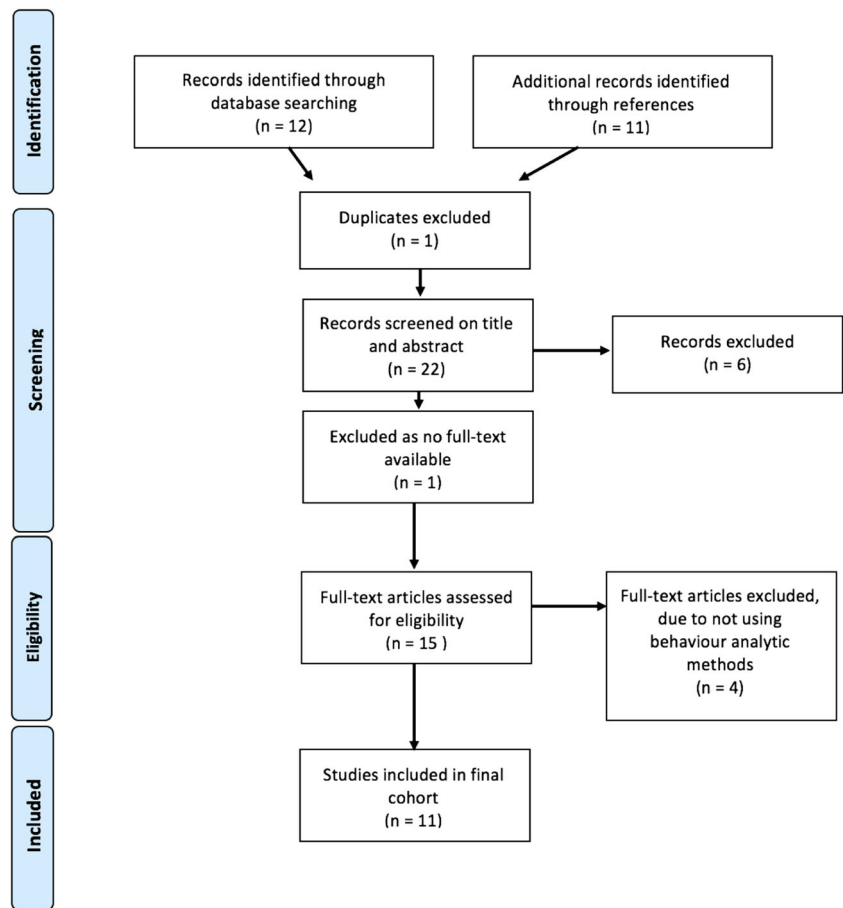 Identification
Records identified through
database searching
(n = 12)
Additional records identified
through references
(n = 11)
Screening
Duplicates excluded
(n = 1)
Records screened on title
and abstract
(n = 22)
Records excluded
(n = 6)
Excluded as no full-text
available
(n = 1)
Eligibility
Full-text articles assessed
for eligibility
(n = 15 )
Full-text articles excluded,
due to not using
behaviour analytic
methods
(n = 4)
Included
Studies included in final
cohort
(n = 11)